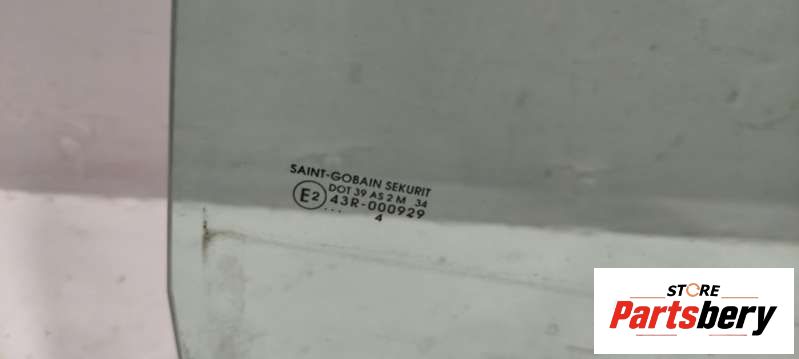 SAINT-GOBAIN SEKURIT
DOT 39 AS 2 M 34
E2 43R-000929
... 4
STORE
Partsbery